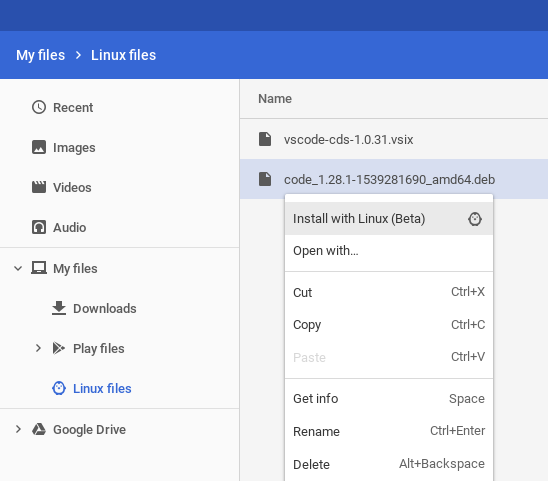 My files > Linux files
Recent
Images
Videos
Audio
My files
Downloads
Play files
Linux files
Google Drive
Name
vscode-cds-1.0.31.vsix
code_1.28.1-1539281690_amd64.deb
Install with Linux (Beta)
Open with...
Cut Ctrl+X
Copy Ctrl+C
Paste Ctrl+V
Get info Space
Rename Ctrl+Enter
Delete Alt+Backspace